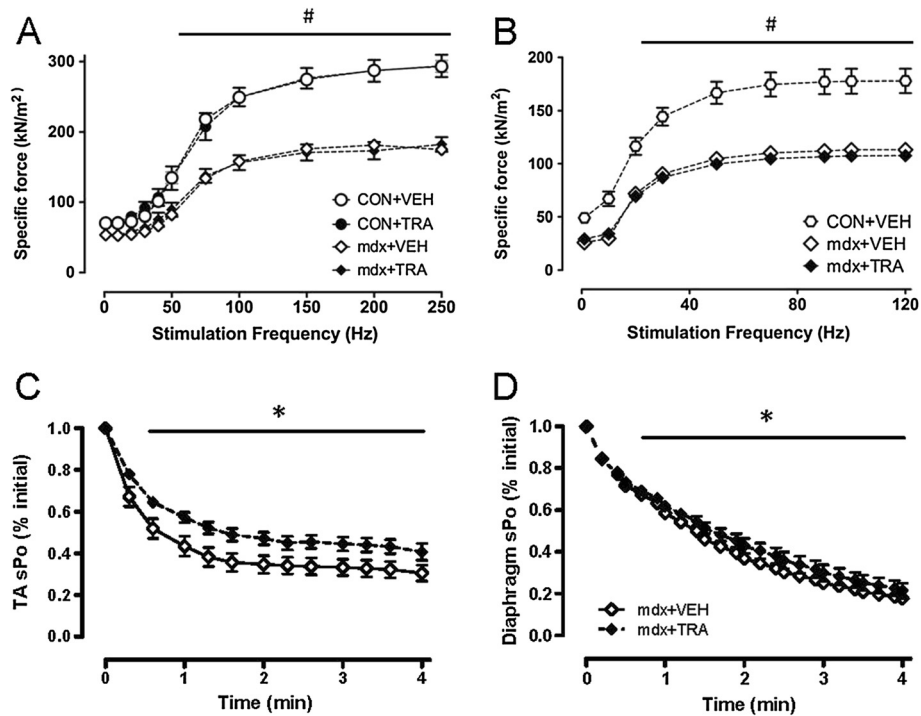 A
#
Specific force (kN/m²)
300
200
100
0
CON+VEH
CON+TRA
mdx+VEH
mdx+TRA
0 50 100 150 200 250
Stimulation Frequency (Hz)
B
#
Specific force (kN/m²)
200
150
100
50
0
CON+VEH
mdx+VEH
mdx+TRA
0 40 80 120
Stimulation Frequency (Hz)
C
*
TA sPo (% initial)
1.0
0.8
0.6
0.4
0.2
0.0
0 1 2 3 4
Time (min)
D
*
Diaphragm sPo (% initial)
1.0
0.8
0.6
0.4
0.2
0.0
mdx+VEH
mdx+TRA
0 1 2 3 4
Time (min)